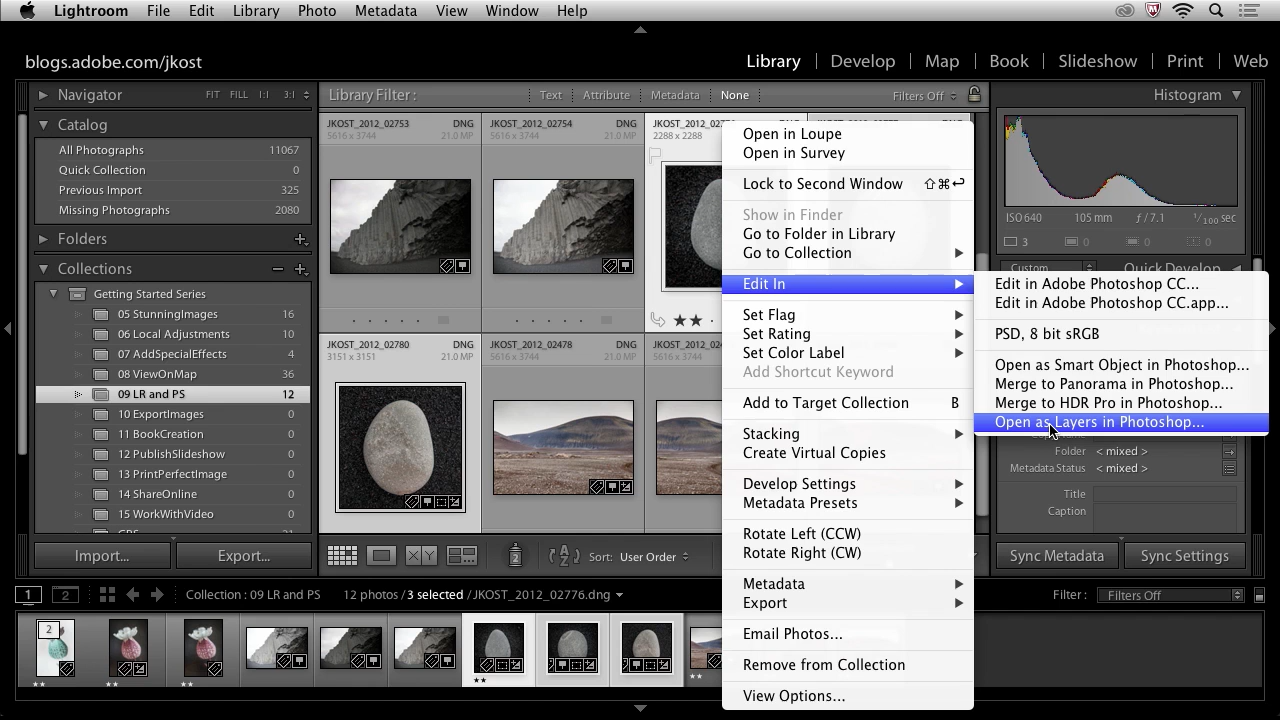 Lightroom File Edit Library Photo Metadata View Window Help
blogs.adobe.com/jkost
Library Develop Map Book Slideshow Print Web
Navigator FIT FILL 1:1 3:1
Catalog
All Photographs 11067
Quick Collection 0
Previous Import 325
Missing Photographs 2080
Folders
Collections
Getting Started Series
05 StunningImages 16
06 Local Adjustments 10
07 AddSpecialEffects 4
08 ViewOnMap 36
09 LR and PS 12
10 ExportImages 0
11 BookCreation 0
12 PublishSlideshow 0
13 PrintPerfectImage 0
14 ShareOnline 0
15 WorkWithVideo 0
Import... Export...
Library Filter : Text Attribute Metadata None Filters Off
JKOST_2012_02753 DNG
5616 x 3744 21.0 MP
JKOST_2012_02754 DNG
5616 x 3744 21.0 MP
2288 x 2288
JKOST_2012_02780 DNG
3151 x 3151 21.0 MP
JKOST_2012_02478 DNG
5616 x 3744 21.0 MP
JKOST_2012_024
5616 x 3744
Sort: User Order
Open in Loupe
Open in Survey
Lock to Second Window ⇧⌘↩
Show in Finder
Go to Folder in Library
Go to Collection
Edit In
Set Flag
Set Rating
Set Color Label
Add Shortcut Keyword
Add to Target Collection B
Stacking
Create Virtual Copies
Develop Settings
Metadata Presets
Rotate Left (CCW)
Rotate Right (CW)
Metadata
Export
Email Photos...
Remove from Collection
View Options...
Edit in Adobe Photoshop CC...
Edit in Adobe Photoshop CC.app...
PSD, 8 bit sRGB
Open as Smart Object in Photoshop...
Merge to Panorama in Photoshop...
Merge to HDR Pro in Photoshop...
Open as Layers in Photoshop...
Histogram
ISO 640 105 mm ƒ / 7.1 1/100 sec
3 0 0 0
Custom Quick Develop
Folder < mixed >
Metadata Status < mixed >
Title
Caption
Sync Metadata Sync Settings
1 2 Collection : 09 LR and PS 12 photos / 3 selected / JKOST_2012_02776.dng Filter : Filters Off
2